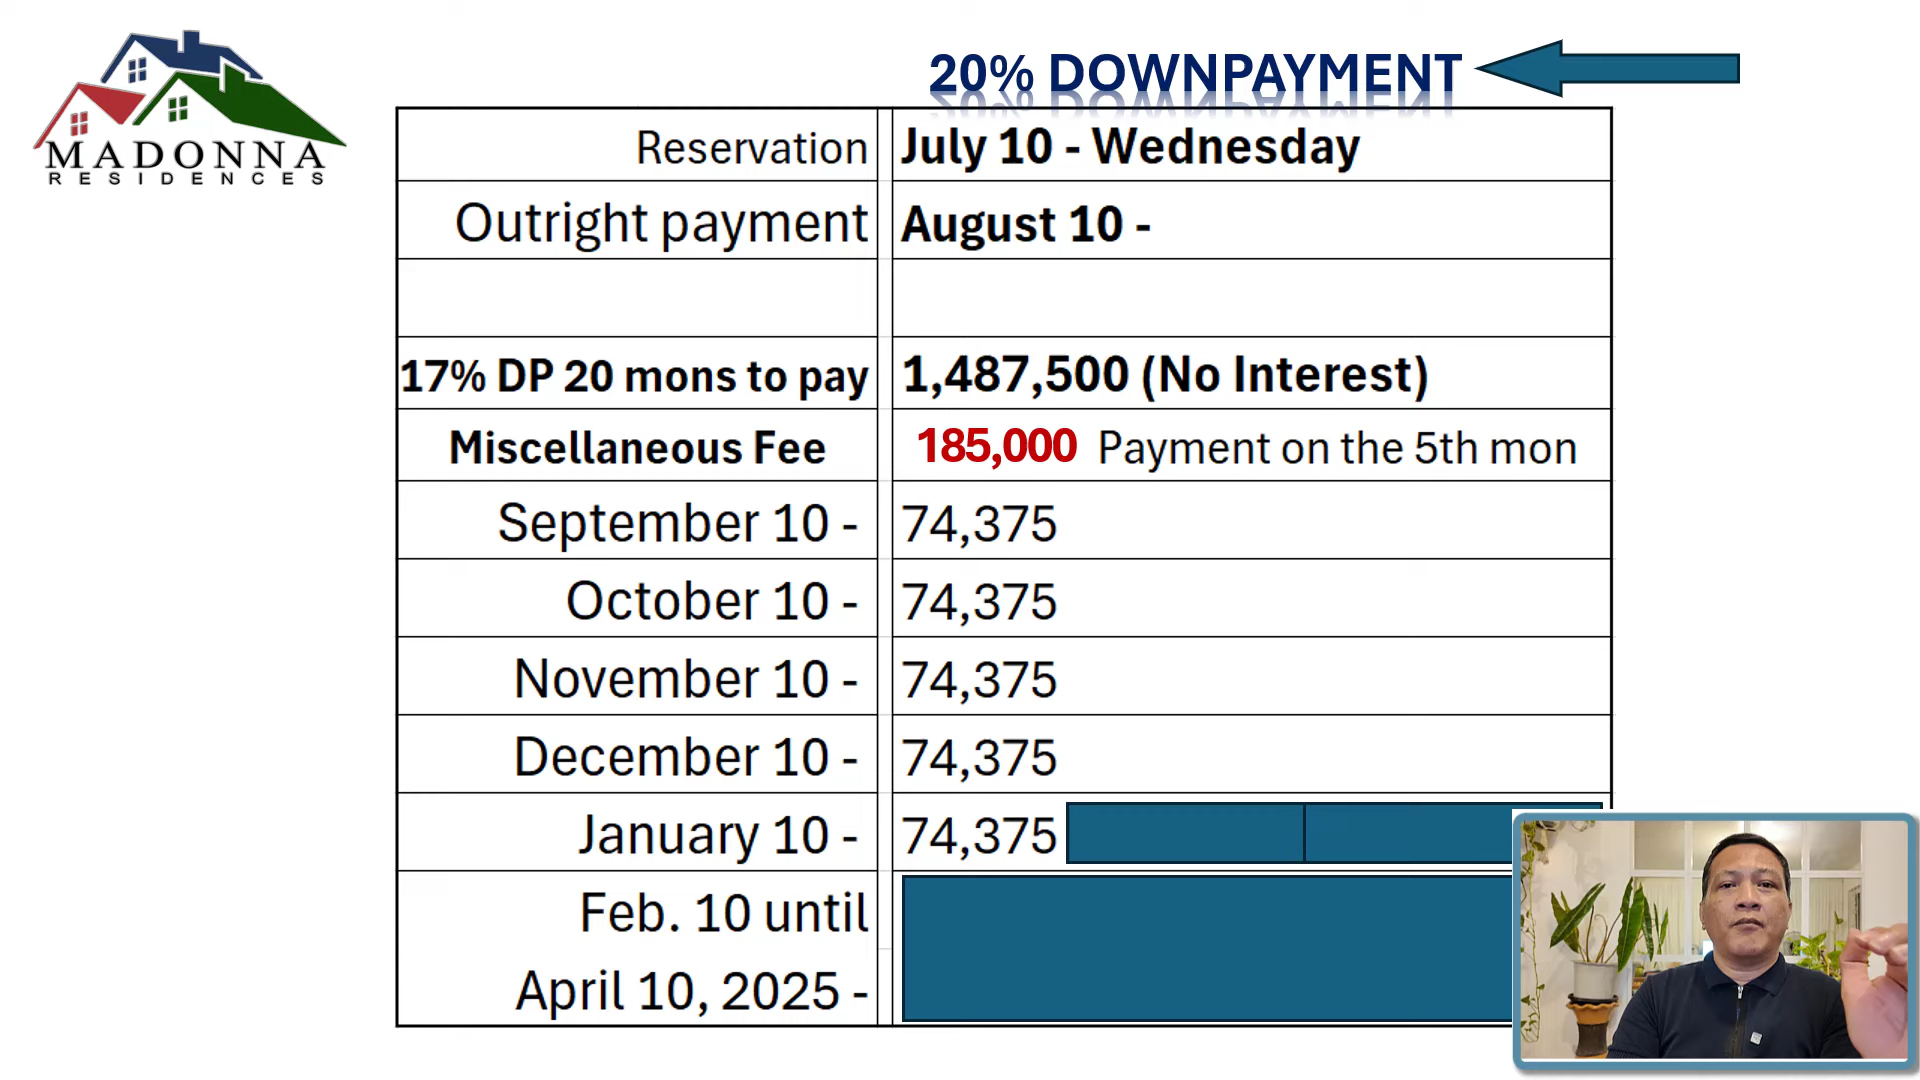 MADONNA
RESIDENCES
20% DOWNPAYMENT
Reservation July 10 - Wednesday
Outright payment August 10 -
17% DP 20 mons to pay 1,487,500 (No Interest)
Miscellaneous Fee 185,000 Payment on the 5th mon
September 10 - 74,375
October 10 - 74,375
November 10 - 74,375
December 10 - 74,375
January 10 - 74,375
Feb. 10 until
April 10, 2025 -